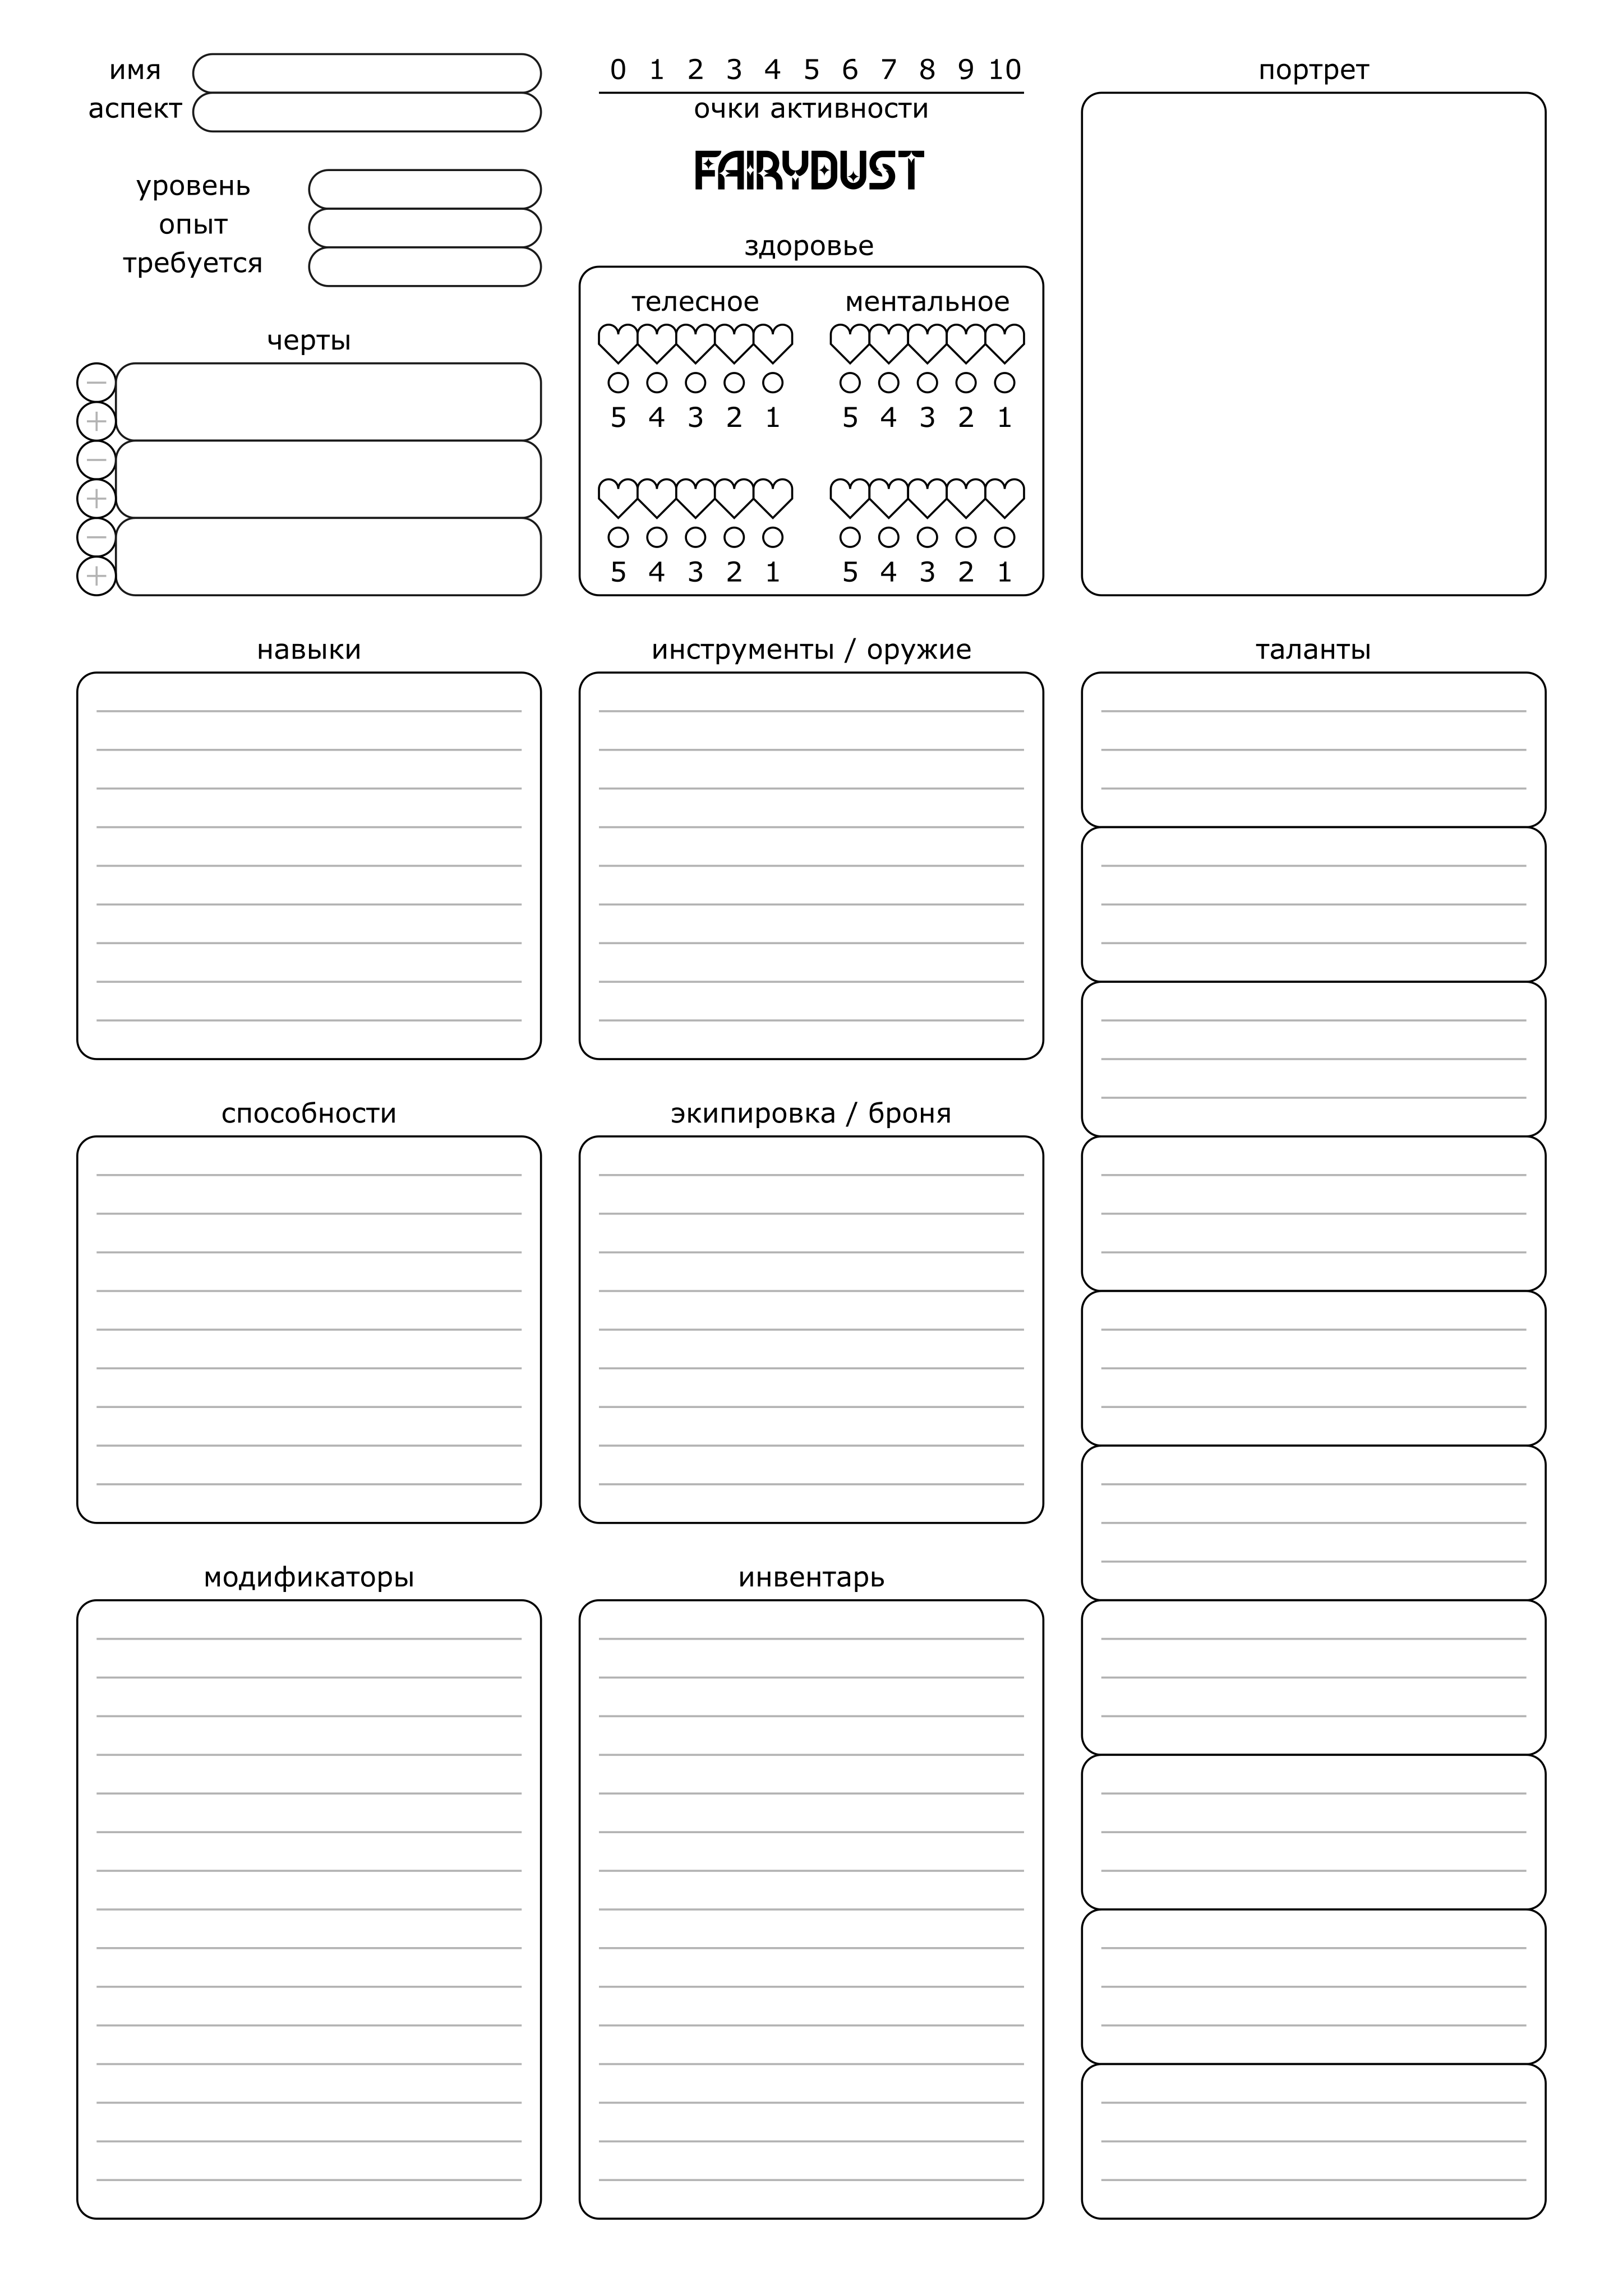 имя
аспект
уровень
опыт
требуется
черты
−
+
−
+
−
+
0 1 2 3 4 5 6 7 8 9 10
очки активности
FAIRYDUST
здоровье
телесное ментальное
5 4 3 2 1 5 4 3 2 1
5 4 3 2 1 5 4 3 2 1
портрет
навыки
инструменты / оружие
таланты
способности
экипировка / броня
модификаторы
инвентарь